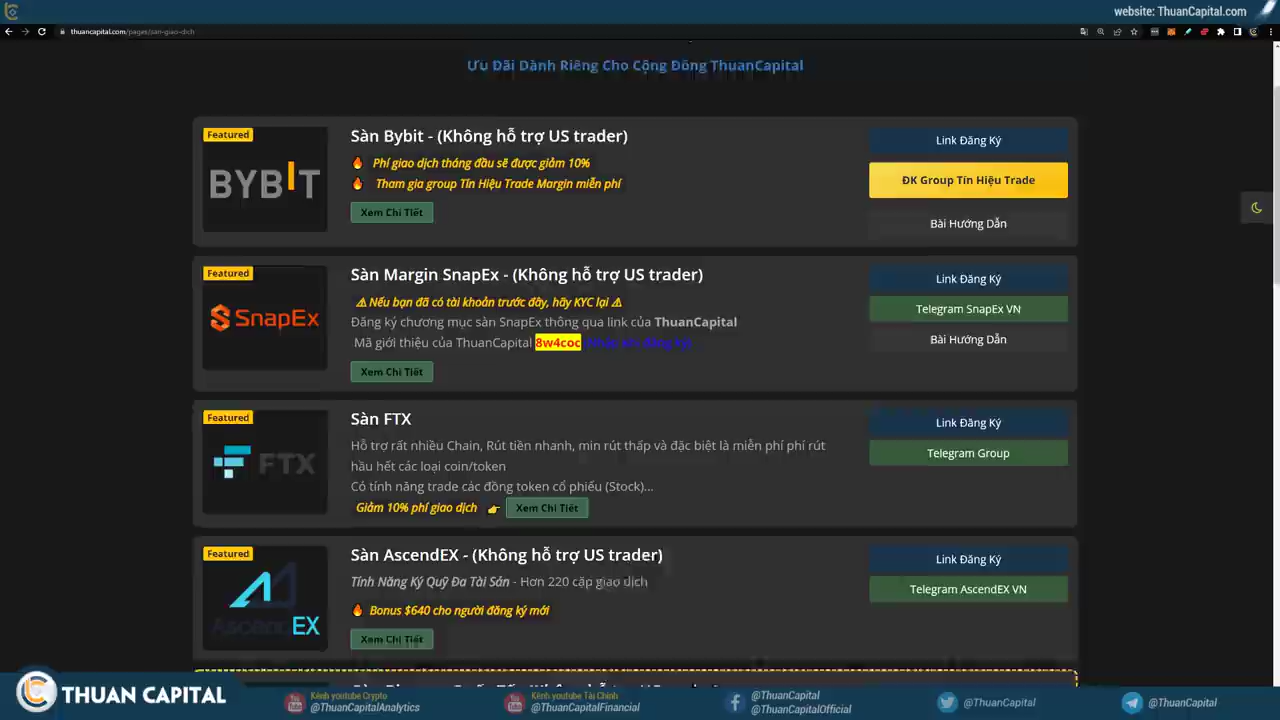 website: ThuanCapital.com
thuancapital.com/pages/san-giao-dich
Ưu Đãi Dành Riêng Cho Cộng Đồng ThuanCapital
Featured
BYBIT
Sàn Bybit - (Không hỗ trợ US trader)
Phí giao dịch tháng đầu sẽ được giảm 10%
Tham gia group Tín Hiệu Trade Margin miễn phí
Xem Chi Tiết
Link Đăng Ký
ĐK Group Tín Hiệu Trade
Bài Hướng Dẫn
Featured
SnapEx
Sàn Margin SnapEx - (Không hỗ trợ US trader)
Nếu bạn đã có tài khoản trước đây, hãy KYC lại
Đăng ký chương mục sàn SnapEx thông qua link của ThuanCapital
Mã giới thiệu của ThuanCapital 8w4coc
Xem Chi Tiết
Link Đăng Ký
Telegram SnapEx VN
Bài Hướng Dẫn
Featured
FTX
Sàn FTX
Hỗ trợ rất nhiều Chain, Rút tiền nhanh, min rút thấp và đặc biệt là miễn phí phí rút
hầu hết các loại coin/token
Có tính năng trade các đồng token cổ phiếu (Stock)...
Giảm 10% phí giao dịch 👉 Xem Chi Tiết
Link Đăng Ký
Telegram Group
Featured
AscendEX
Sàn AscendEX - (Không hỗ trợ US trader)
Tính Năng Ký Quỹ Đa Tài Sản - Hơn 220 cặp giao dịch
Bonus $640 cho người đăng ký mới
Xem Chi Tiết
Link Đăng Ký
Telegram AscendEX VN
THUAN CAPITAL
Kênh youtube Crypto
@ThuanCapitalAnalytics
Kênh youtube Tài Chính
@ThuanCapitalFinancial
@ThuanCapital
@ThuanCapitalOfficial
@ThuanCapital
@ThuanCapital